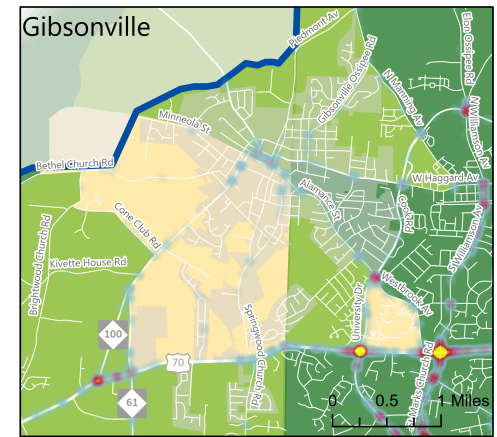 Gibsonville
Piedmont Av
Gibsonville Ossipee Rd
Elon Ossipee Rd
N Manning Av
N Williamson Av
Minneola St
Bethel Church Rd
W Haggard Av
Alamance St
Cook Rd
Cone Club Rd
Brightwood Church Rd
Kivette House Rd
S Williamson Av
Westbrook Av
University Dr
Springwood Church Rd
100
70
St Marks Church Rd
61
0 0.5 1 Miles